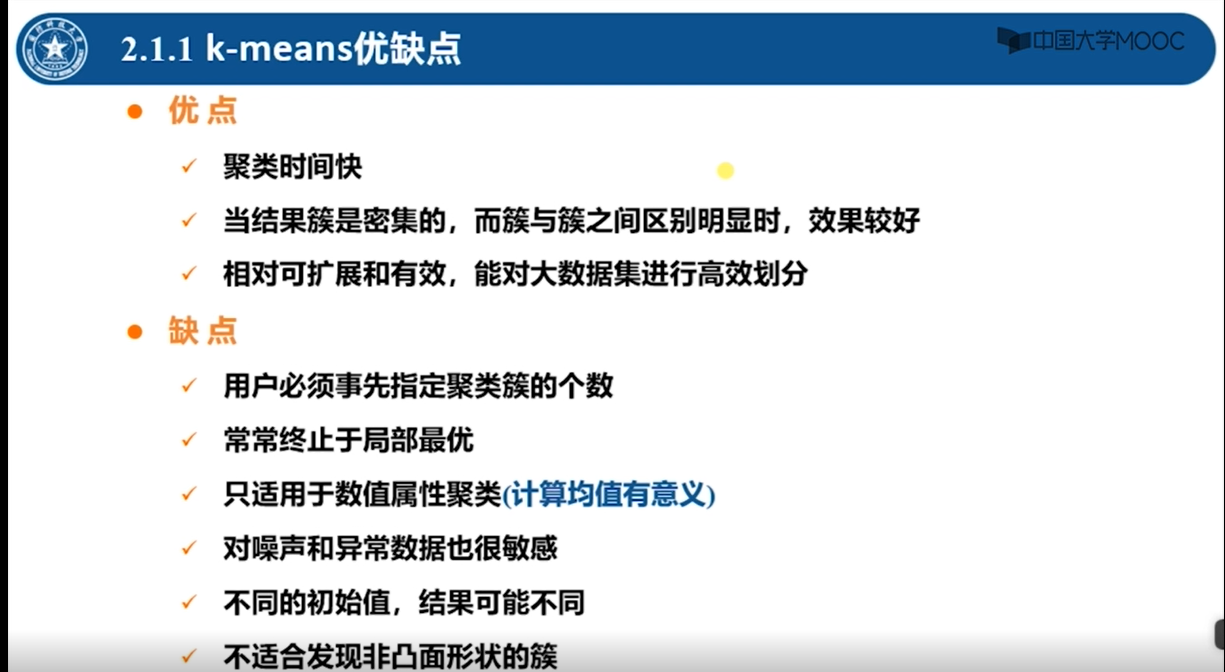 2.1.1 k-means优缺点
中国大学MOOC
优点
聚类时间快
当结果簇是密集的，而簇与簇之间区别明显时，效果较好
相对可扩展和有效，能对大数据集进行高效划分
缺点
用户必须事先指定聚类簇的个数
常常终止于局部最优
只适用于数值属性聚类(计算均值有意义)
对噪声和异常数据也很敏感
不同的初始值，结果可能不同
不适合发现非凸面形状的簇